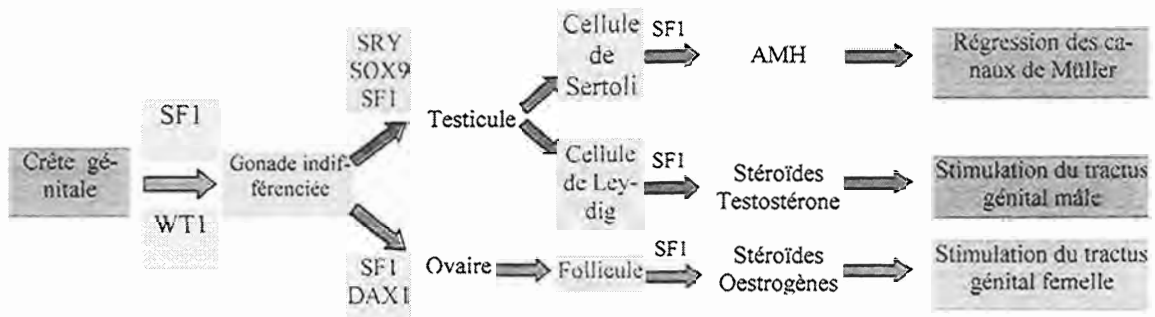 SF1
WT1
Crête gé-
nitale
Gonade indif-
férenciée
SRY
SOX9
SF1
SF1
DAX1
Testicule
Ovaire
Cellule
de
Sertoli
Cellule
de Ley-
dig
Follicule
SF1
SF1
SF1
AMH
Stéroïdes
Testostérone
Stéroïdes
Oestrogènes
Régression des ca-
naux de Müller
Stimulation du tractus
génital mâle
Stimulation du tractus
génital femelle